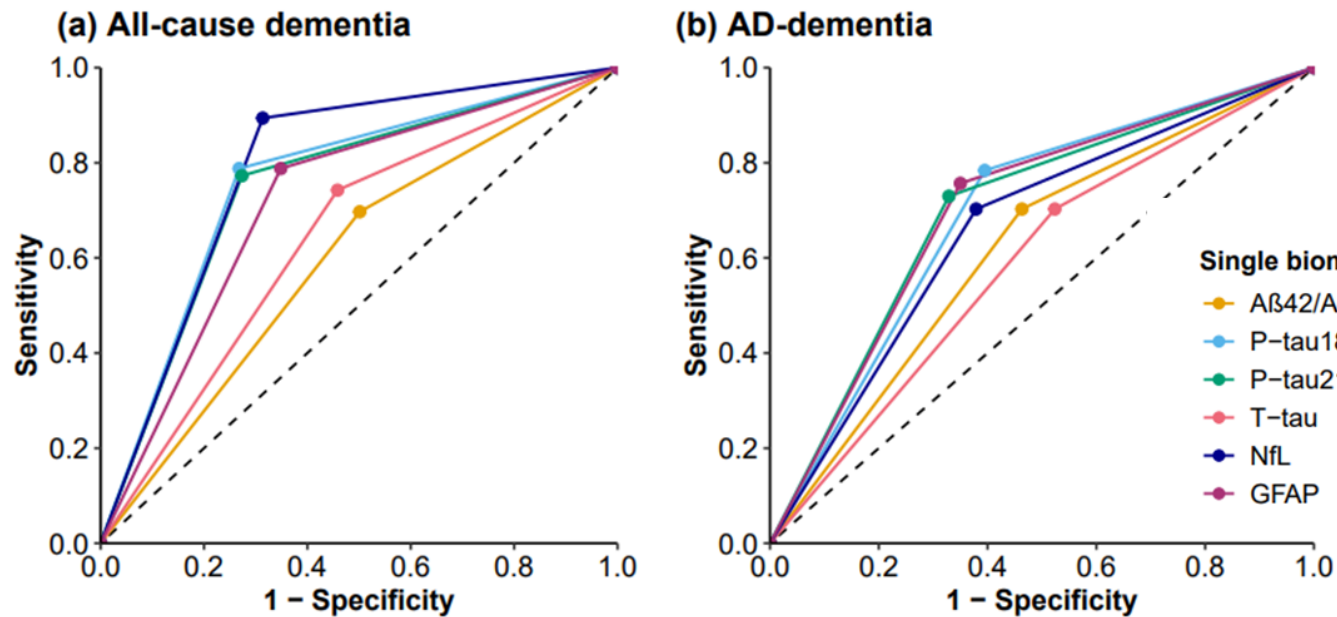 (a) All-cause dementia
1.0
0.8
0.6
0.4
0.2
0.0
Sensitivity
0.0 0.2 0.4 0.6 0.8 1.0
1 − Specificity
(b) AD-dementia
1.0
0.8
0.6
0.4
0.2
0.0
Sensitivity
0.0 0.2 0.4 0.6 0.8 1.0
1 − Specificity
Single
Aß42/A
P−tau18
P−tau2
T−tau
NfL
GFAP